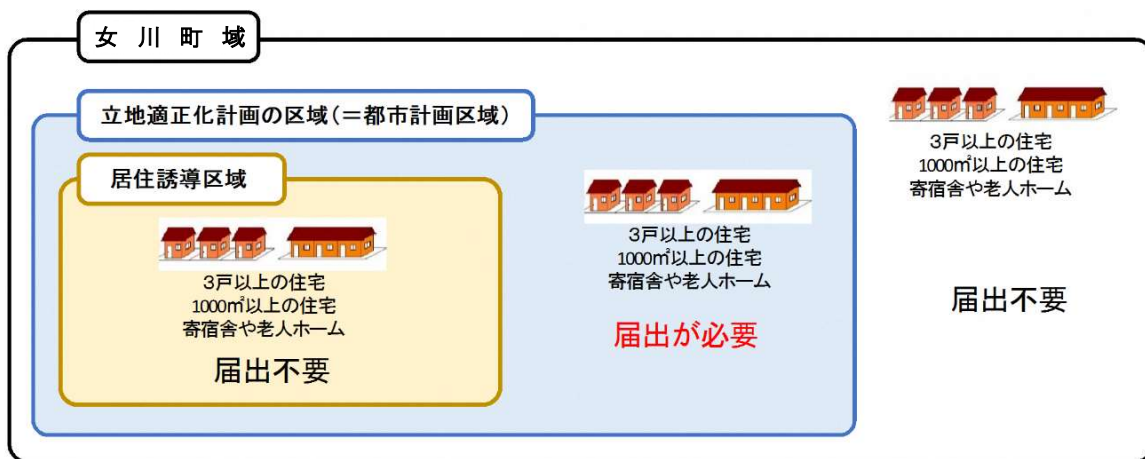 女川町域
立地適正化計画の区域(=都市計画区域)
居住誘導区域
3戸以上の住宅
1000㎡以上の住宅
寄宿舎や老人ホーム
届出不要
3戸以上の住宅
1000㎡以上の住宅
寄宿舎や老人ホーム
届出が必要
3戸以上の住宅
1000㎡以上の住宅
寄宿舎や老人ホーム
届出不要